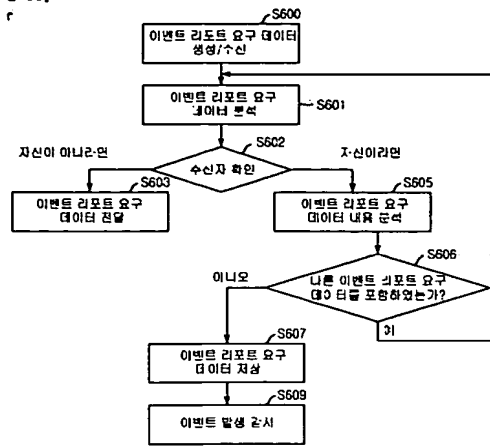 S600
이벤트 리포트 요구 데이터
생성/수신
이벤트 리포트 요구
데이터 분석
S601
S602
수신자 확인
자신이 아니라면
자신이라면
S603
이벤트 리포트 요구
데이터 전달
S605
이벤트 리포트 요구
데이터 내용 분석
S606
다른 이벤트 리포트 요구
데이터를 포함하였는가?
아니오
예
S607
이벤트 리포트 요구
데이터 저장
S609
이벤트 발생 감시